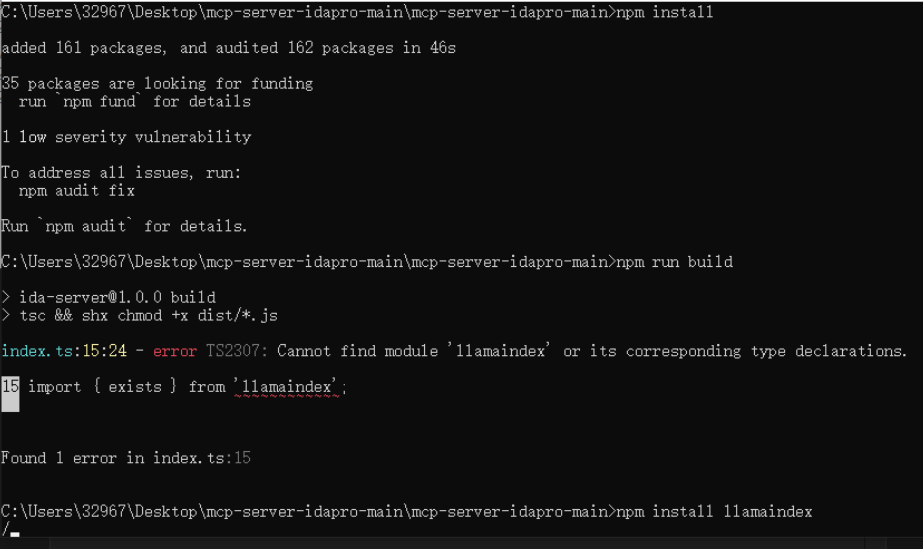 C:\Users\32967\Desktop\mcp-server-idapro-main\mcp-server-idapro-main>npm install
added 161 packages, and audited 162 packages in 46s
35 packages are looking for funding
  run `npm fund` for details
1 low severity vulnerability
To address all issues, run:
  npm audit fix
Run `npm audit` for details.
C:\Users\32967\Desktop\mcp-server-idapro-main\mcp-server-idapro-main>npm run build
> ida-server@1.0.0 build
> tsc && shx chmod +x dist/*.js
index.ts:15:24 - error TS2307: Cannot find module 'llamaindex' or its corresponding type declarations.
15 import { exists } from 'llamaindex';
Found 1 error in index.ts:15
C:\Users\32967\Desktop\mcp-server-idapro-main\mcp-server-idapro-main>npm install llamaindex
/